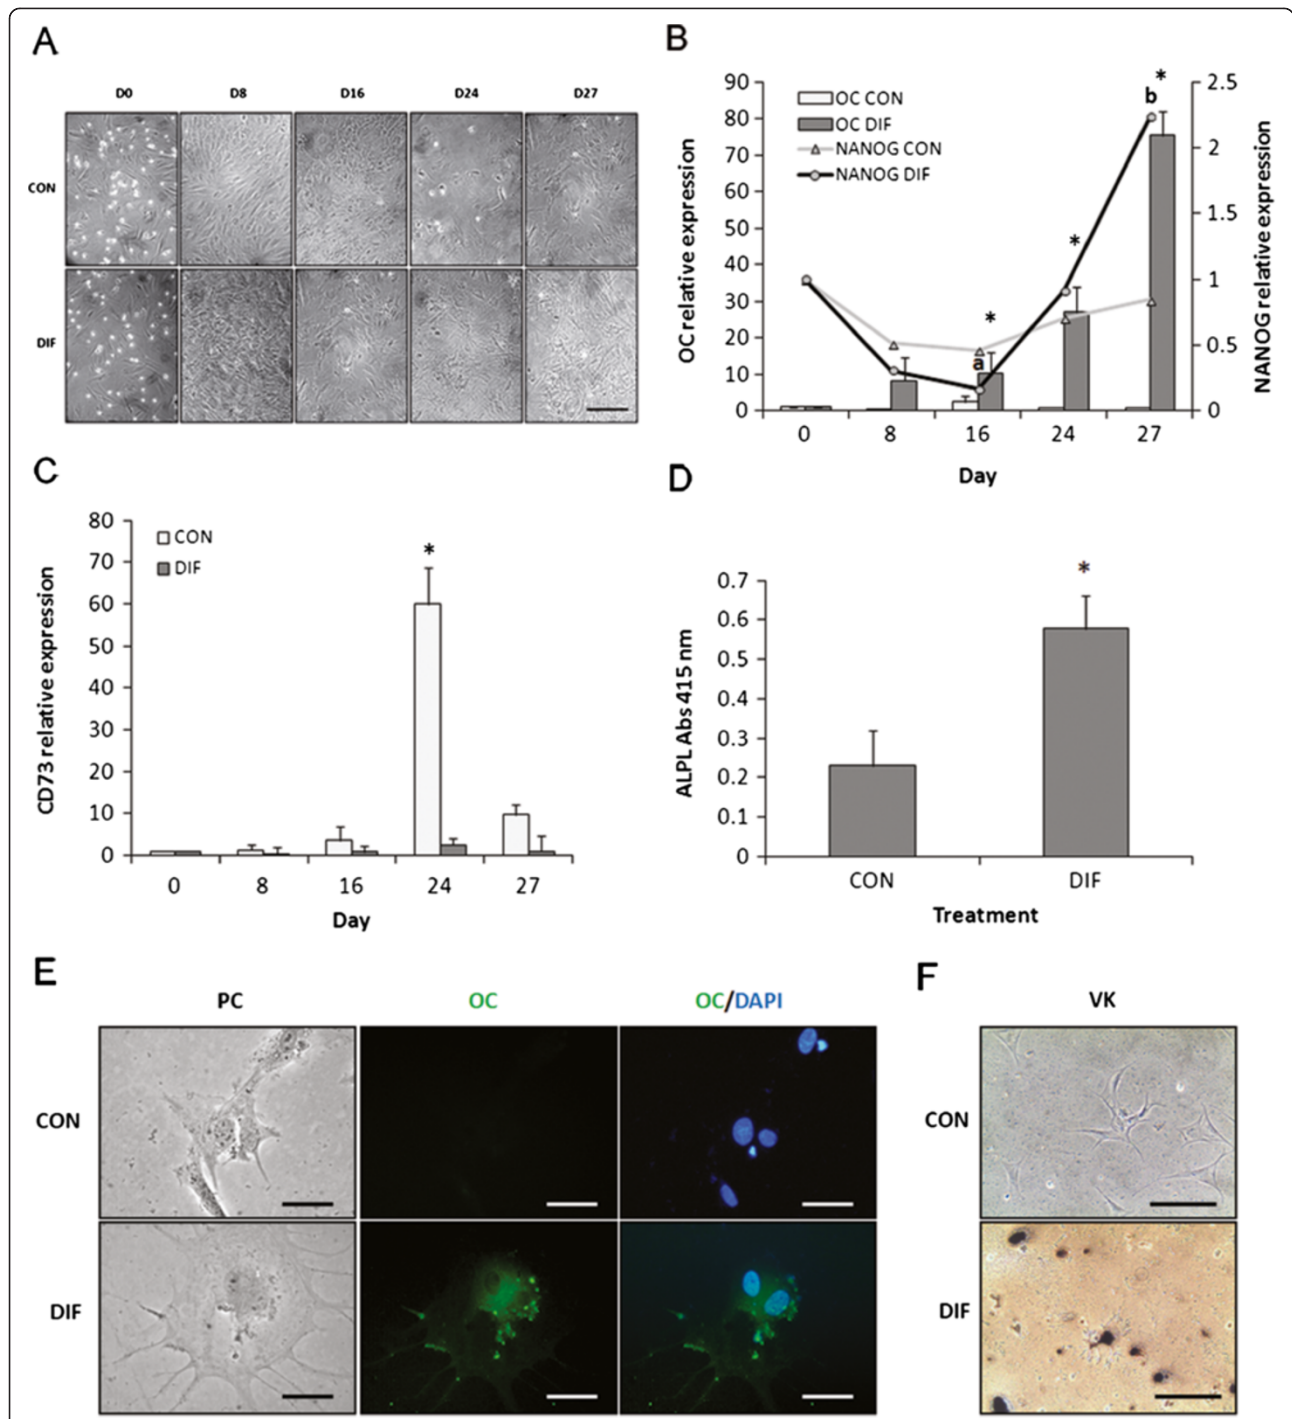 A
D0 D8 D16 D24 D27
CON
DIF
B
OC CON
OC DIF
NANOG CON
NANOG DIF
OC relative expression
90
80
70
60
50
40
30
20
10
0
NANOG relative expression
2.5
2
1.5
1
0.5
0
a
*
*
b
*
0 8 16 24 27
Day
C
CON
DIF
CD73 relative expression
80
70
60
50
40
30
20
10
0
*
0 8 16 24 27
Day
D
ALPL Abs 415 nm
0.7
0.6
0.5
0.4
0.3
0.2
0.1
0
*
CON DIF
Treatment
E
PC OC OC/DAPI
CON
DIF
F
VK
CON
DIF